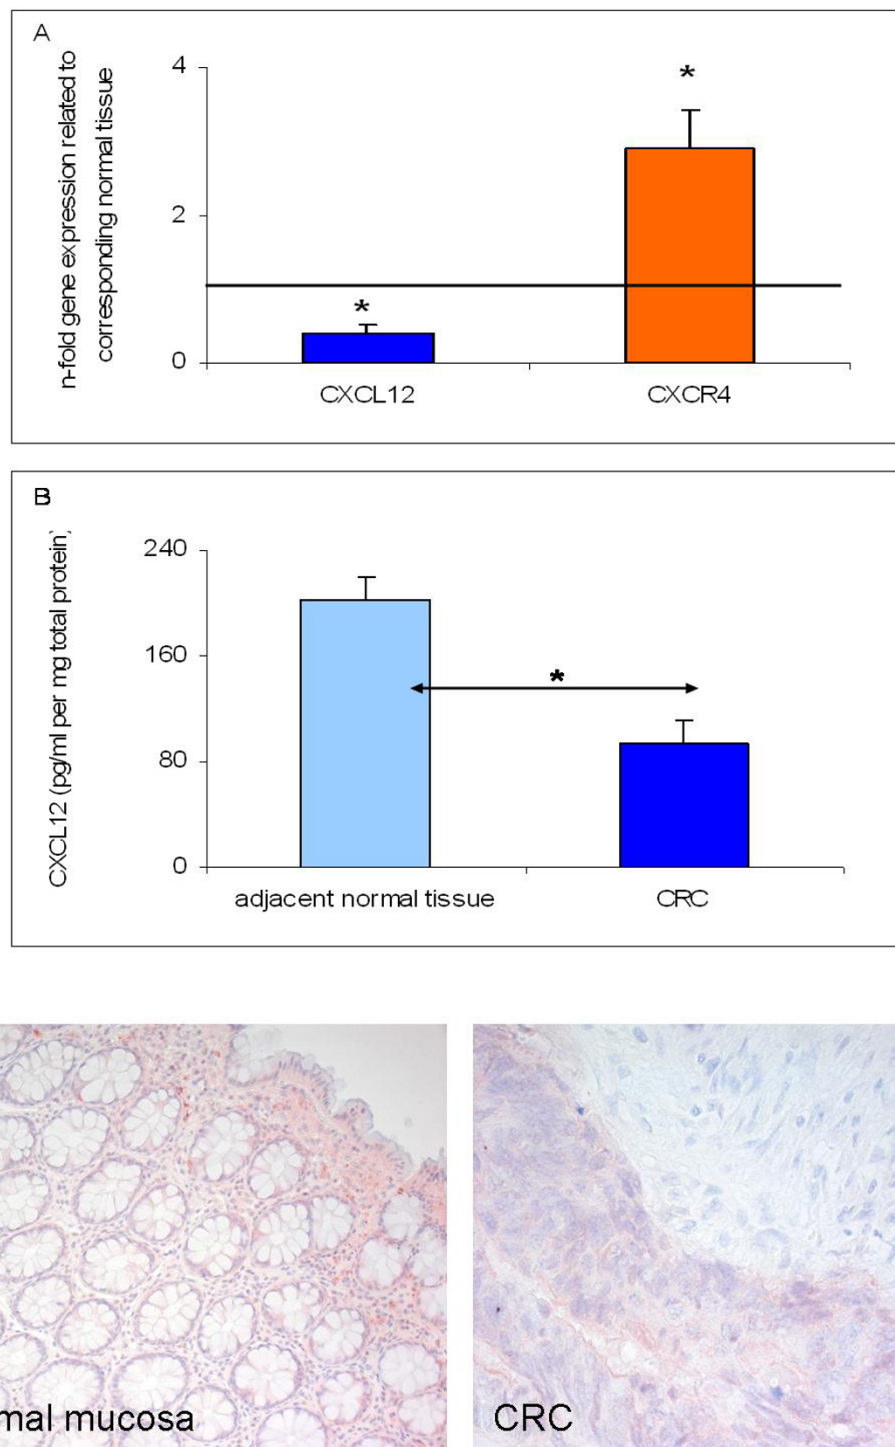 A
n-fold gene expression related to
corresponding normal tissue
4
2
0
*
*
CXCL12
CXCR4
B
CXCL12 (pg/ml per mg total protein)
240
160
80
0
*
adjacent normal tissue
CRC
mal mucosa
CRC